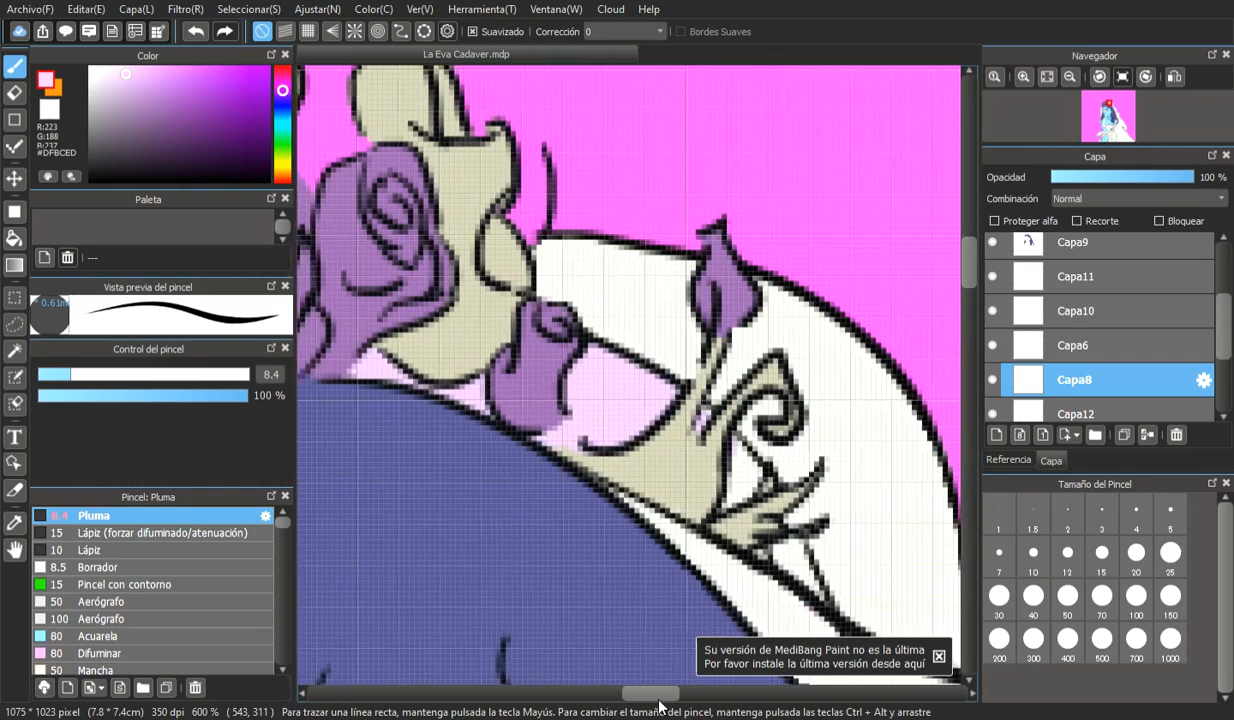 Archivo(F) Editar(E) Capa(L) Filtro(R) Seleccionar(S) Ajustar(N) Color(C) Ver(V) Herramienta(T) Ventana(W) Cloud Help
Suavizado Corrección 0 Bordes Suaves
Color
La Eva Cadaver.mdp
Navegador
R:223
G:188
B:237
#DFBCED
Paleta
---
Vista previa del pincel
Control del pincel
8.4
100 %
Pincel: Pluma
8.4 Pluma
15 Lápiz (forzar difuminado/atenuación)
10 Lápiz
8.5 Borrador
15 Pincel con contorno
50 Aerógrafo
100 Aerógrafo
80 Acuarela
80 Difuminar
50 Mancha
Capa
Opacidad 100 %
Combinación Normal
Proteger alfa Recorte Bloquear
Capa9
Capa11
Capa10
Capa6
Capa8
Capa12
Referencia Capa
Tamaño del Pincel
1 1.5 2 3 4 5
7 10 12 15 20 25
30 40 50 70 100 150
200 300 400 500 700 1000
Su versión de MediBang Paint no es la última
Por favor instale la última versión desde aquí
1075 * 1023 pixel (7.8 * 7.4cm) 350 dpi 600 % ( 543, 311 ) Para trazar una línea recta, mantenga pulsada la tecla Mayús. Para cambiar el tamaño del pincel, mantenga pulsada las teclas Ctrl + Alt y arrastre